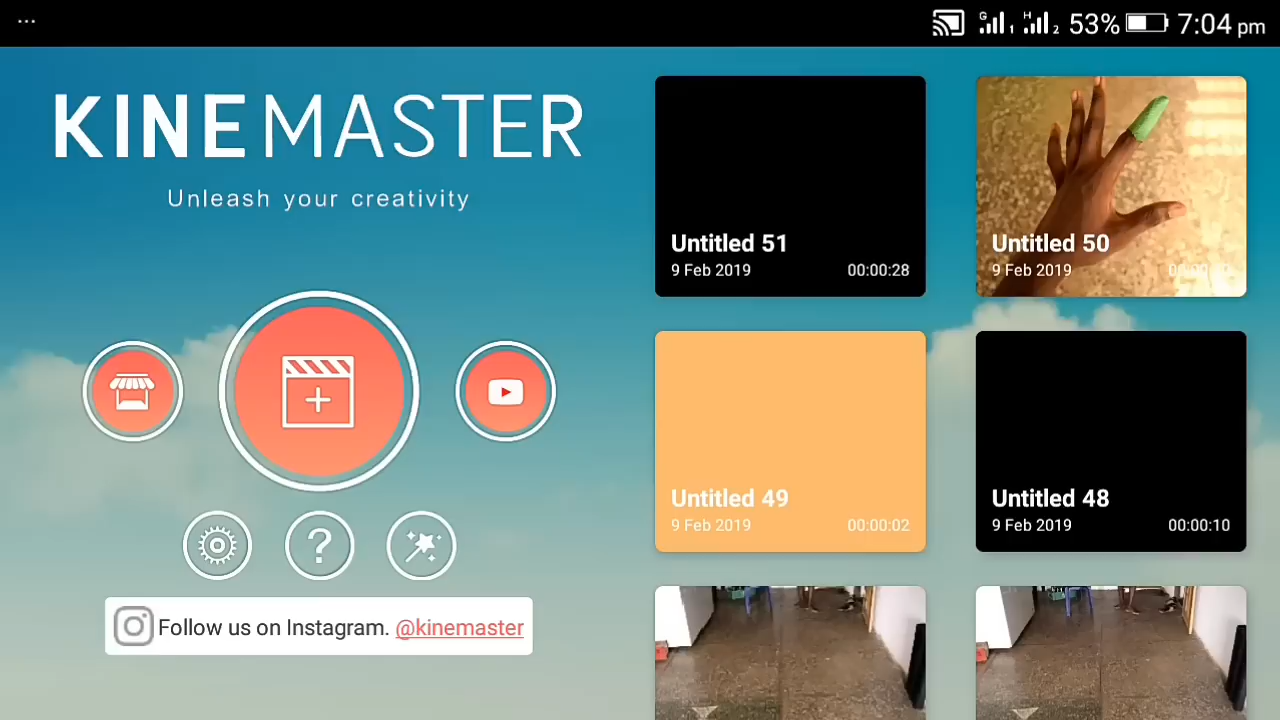 ...
G 1 H 2 53% 7:04 pm
KINEMASTER
Unleash your creativity
?
Follow us on Instagram. @kinemaster
Untitled 51
9 Feb 2019 00:00:28
Untitled 50
9 Feb 2019
Untitled 49
9 Feb 2019 00:00:02
Untitled 48
9 Feb 2019 00:00:10